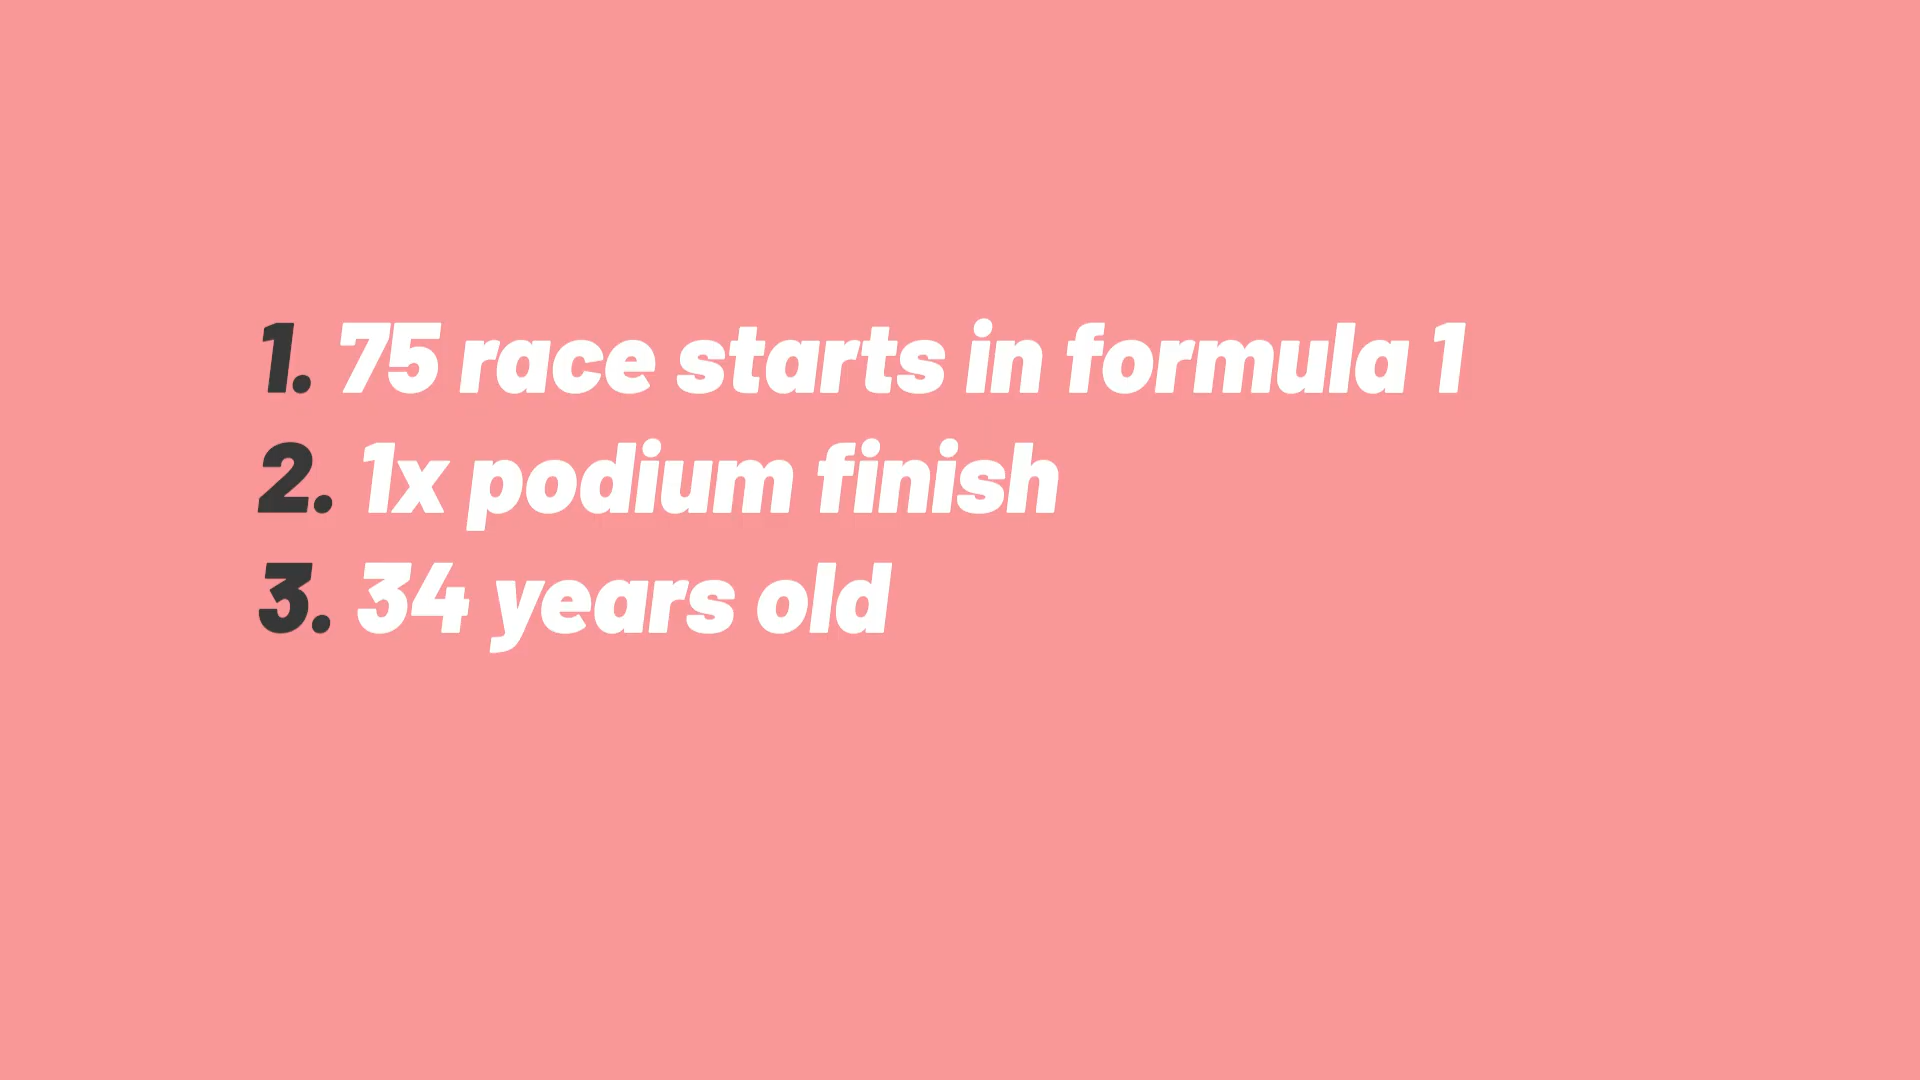 1. 75 race starts in formula 1
2. 1x podium finish
3. 34 years old